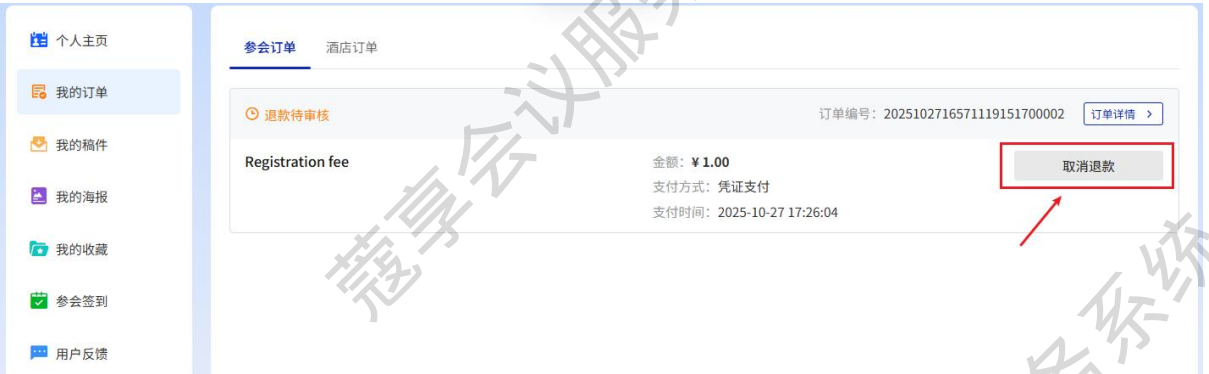 个人主页
我的订单
我的稿件
我的海报
我的收藏
参会签到
用户反馈
参会订单 酒店订单
退款待审核 订单编号：2025102716571119151700002 订单详情 >
Registration fee 金额：¥ 1.00 取消退款
支付方式：凭证支付
支付时间：2025-10-27 17:26:04
蔻享会议服务
务系统